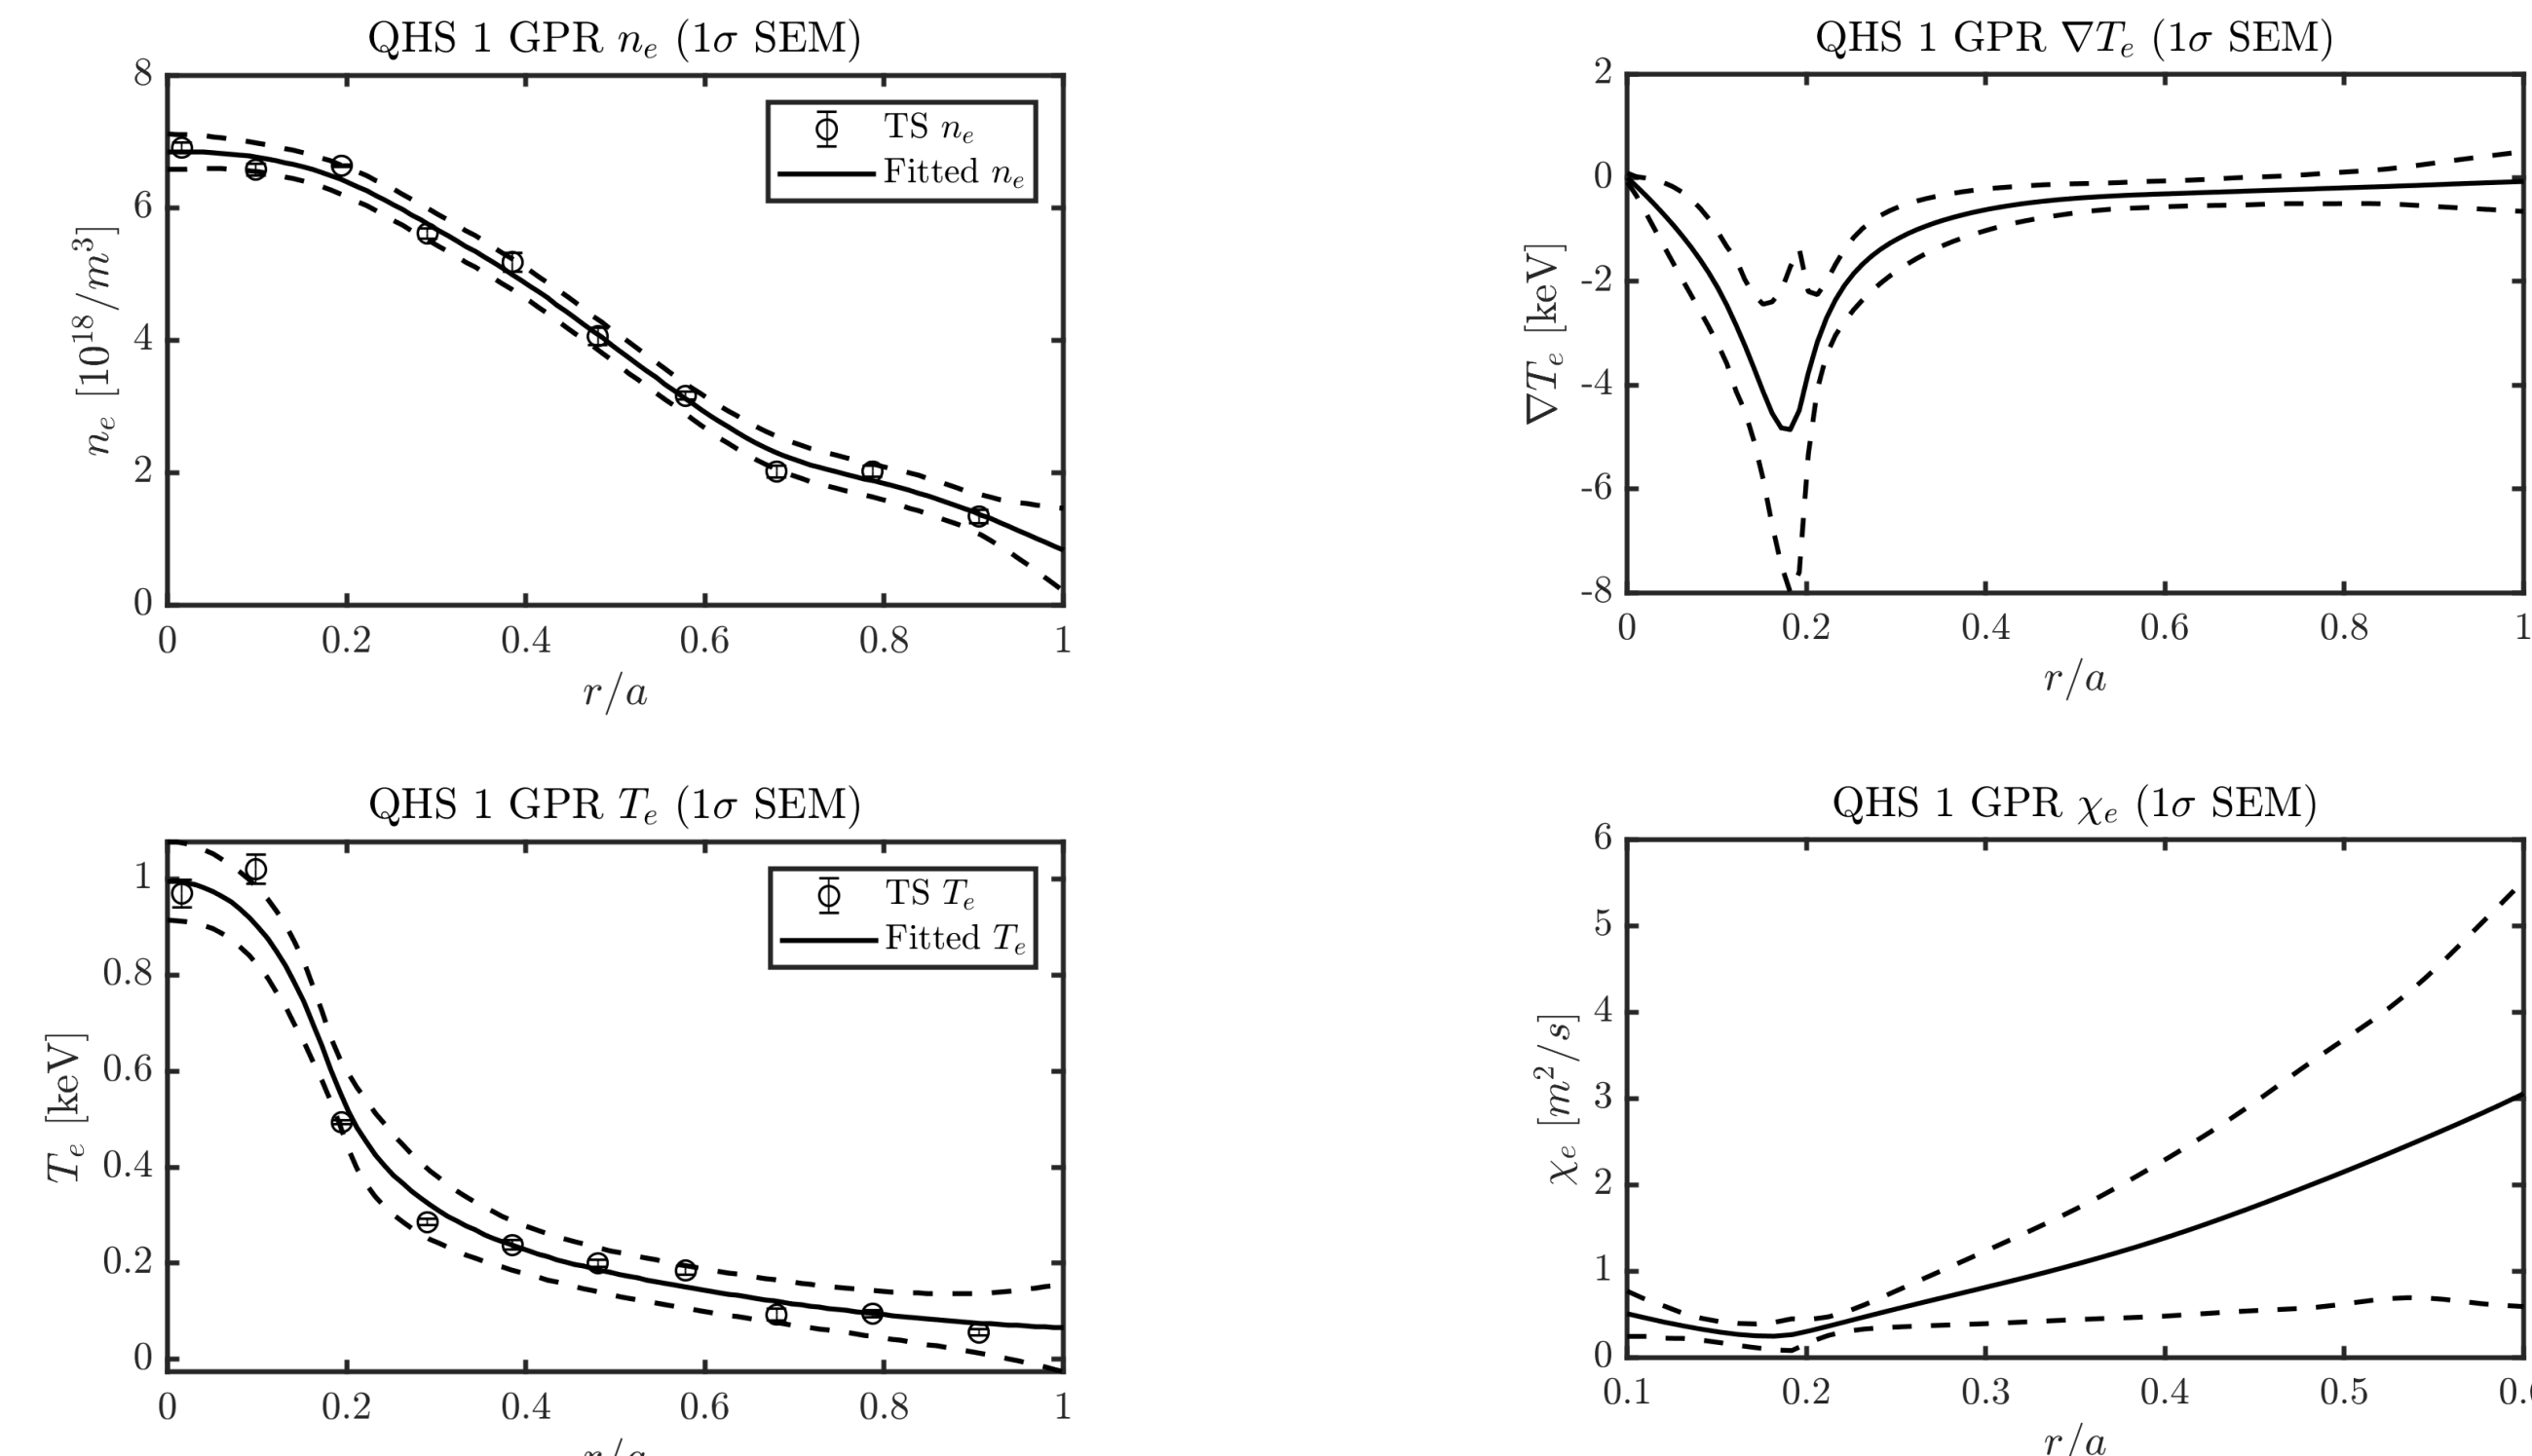 QHS 1 GPR nₑ (1σ SEM)
8
6
4
2
0
nₑ [10¹⁸/m³]
TS nₑ
Fitted nₑ
0 0.2 0.4 0.6 0.8 1
r/a
QHS 1 GPR ∇Tₑ (1σ SEM)
2
0
-2
-4
-6
-8
∇Tₑ [keV]
0 0.2 0.4 0.6 0.8 1
r/a
QHS 1 GPR Tₑ (1σ SEM)
1
0.8
0.6
0.4
0.2
0
Tₑ [keV]
TS Tₑ
Fitted Tₑ
0 0.2 0.4 0.6 0.8 1
r/a
QHS 1 GPR χₑ (1σ SEM)
6
5
4
3
2
1
0
χₑ [m²/s]
0.1 0.2 0.3 0.4 0.5
r/a